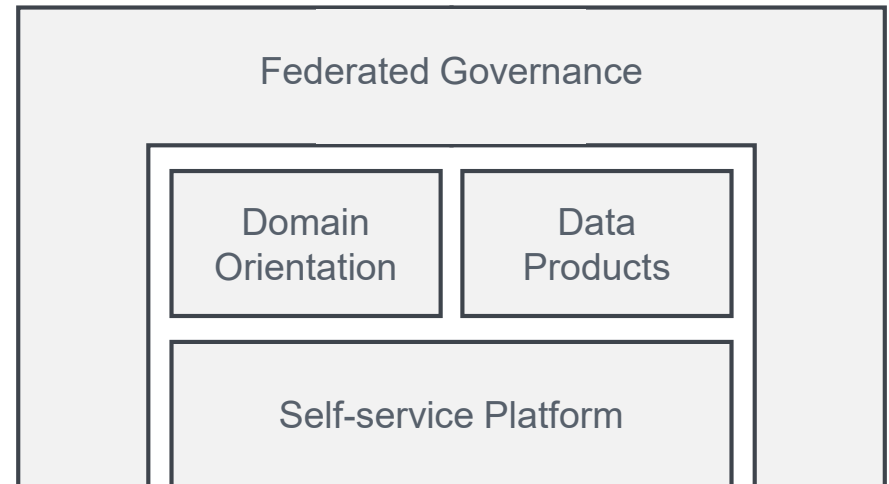 Federated Governance
Domain
Orientation
Data
Products
Self-service Platform